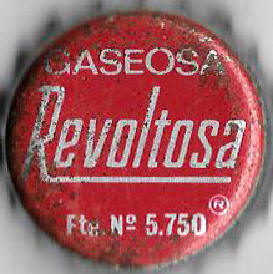 GASEOSA
Revoltosa
®
Fte. Nº 5.750